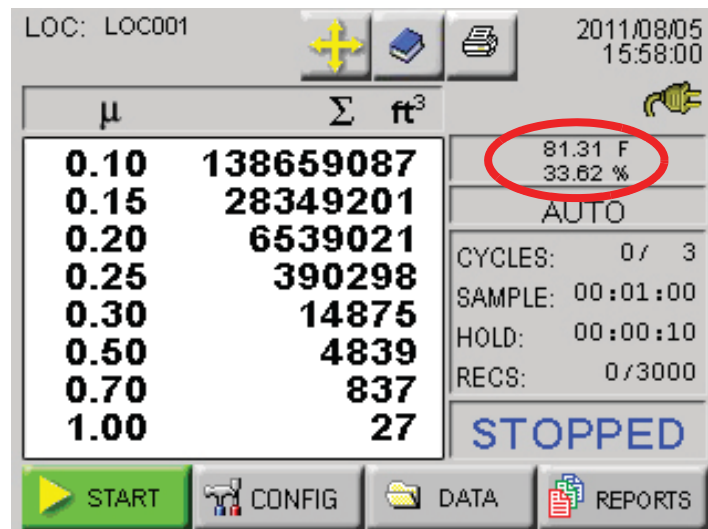 LOC: LOC001
2011/08/05
15:58:00
μ Σ ft³
0.10 138659087
0.15 28349201
0.20 6539021
0.25 390298
0.30 14875
0.50 4839
0.70 837
1.00 27
81.31 F
33.62 %
AUTO
CYCLES: 0/ 3
SAMPLE: 00:01:00
HOLD: 00:00:10
RECS: 0/3000
STOPPED
START CONFIG DATA REPORTS